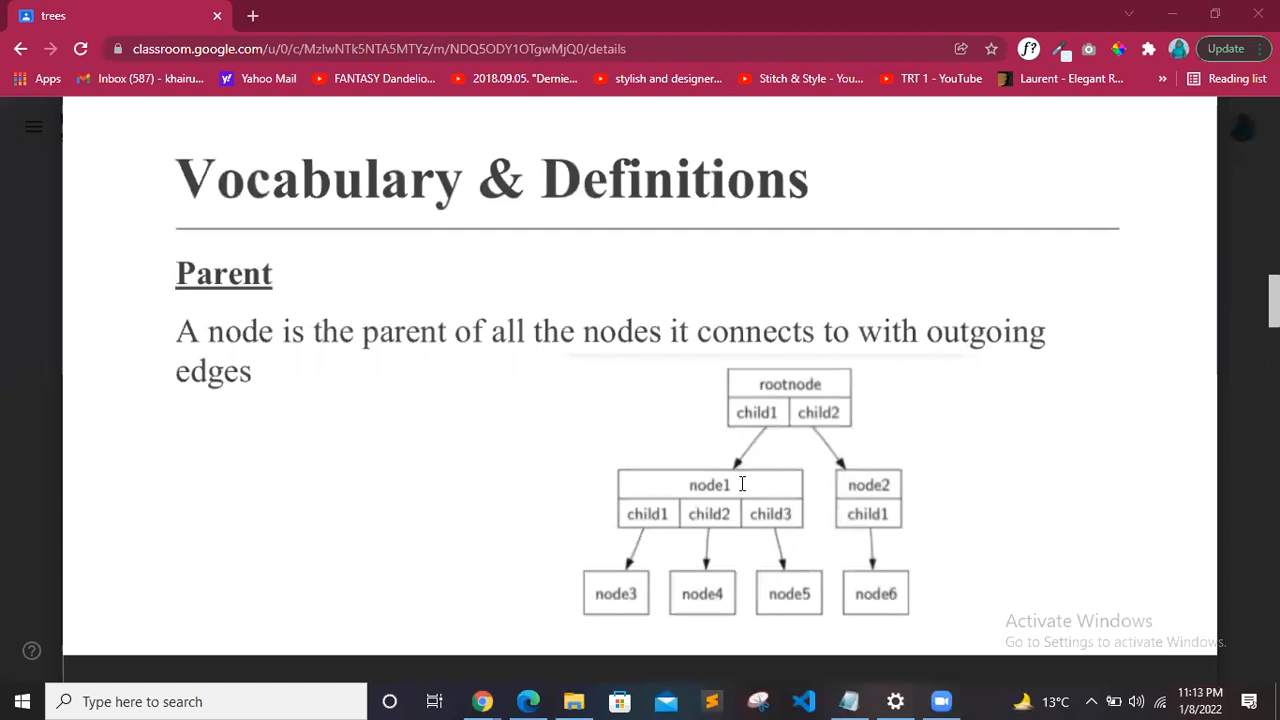 trees
classroom.google.com/u/0/c/MzIwNTk5NTA5MTYz/m/NDQ5ODY1OTgwMjQ0/details
Update
Apps
Inbox (587) - khairu...
Yahoo Mail
FANTASY Dandelio...
2018.09.05. "Dernie...
stylish and designer...
Stitch & Style - You...
TRT 1 - YouTube
Laurent - Elegant R...
»
Reading list
Vocabulary & Definitions
Parent
A node is the parent of all the nodes it connects to with outgoing
edges
rootnode
child1 child2
node1 node2
child1 child2 child3 child1
node3 node4 node5 node6
Activate Windows
Go to Settings to activate Windows.
Type here to search
13°C
11:13 PM
1/8/2022